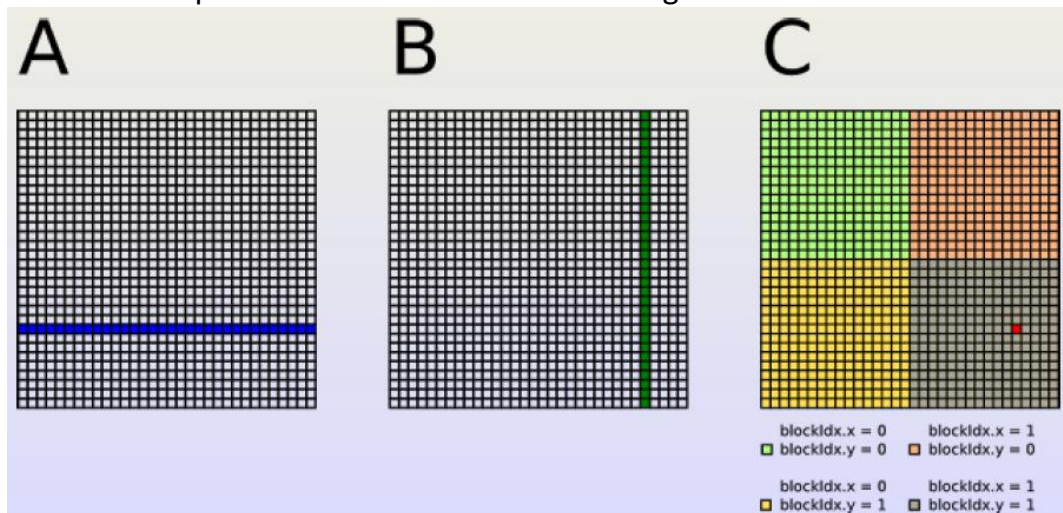 A B C
blockIdx.x = 0 blockIdx.x = 1
blockIdx.y = 0 blockIdx.y = 0
blockIdx.x = 0 blockIdx.x = 1
blockIdx.y = 1 blockIdx.y = 1